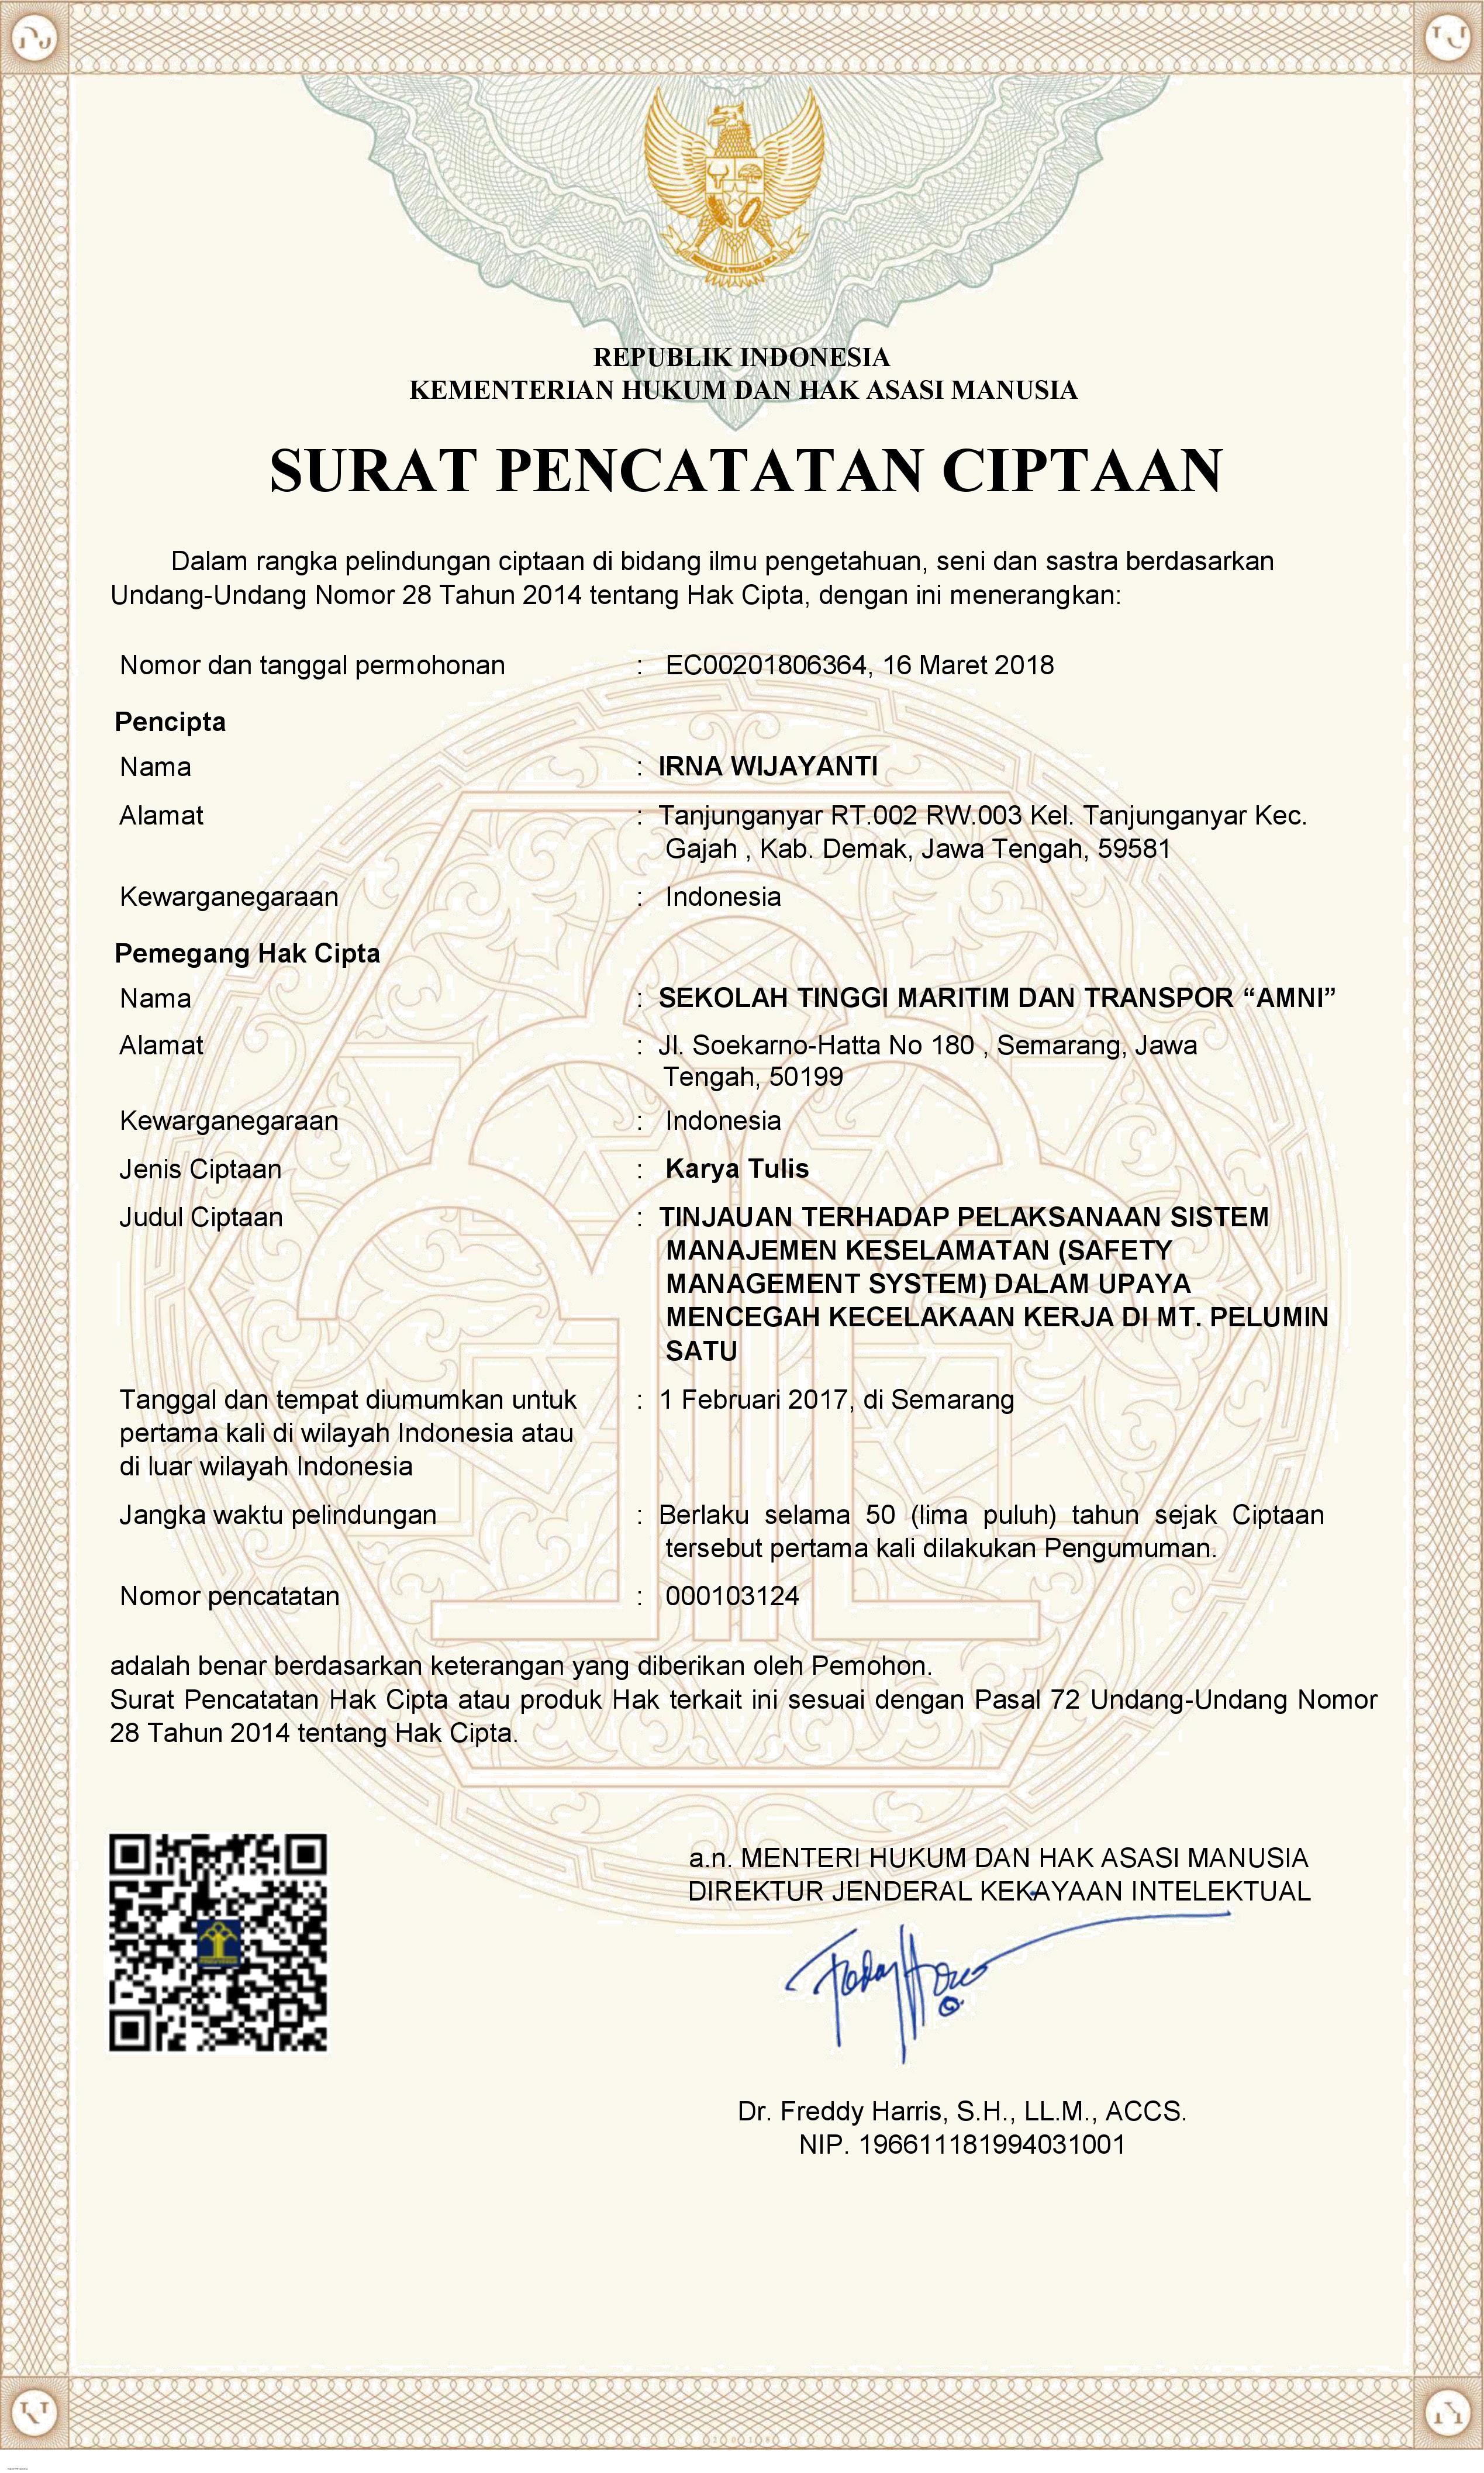 REPUBLIK INDONESIA
KEMENTERIAN HUKUM DAN HAK ASASI MANUSIA
SURAT PENCATATAN CIPTAAN
Dalam rangka pelindungan ciptaan di bidang ilmu pengetahuan, seni dan sastra berdasarkan
Undang-Undang Nomor 28 Tahun 2014 tentang Hak Cipta, dengan ini menerangkan:
Nomor dan tanggal permohonan : EC00201806364, 16 Maret 2018
Pencipta
Nama : IRNA WIJAYANTI
Alamat : Tanjunganyar RT.002 RW.003 Kel. Tanjunganyar Kec.
Gajah , Kab. Demak, Jawa Tengah, 59581
Kewarganegaraan : Indonesia
Pemegang Hak Cipta
Nama : SEKOLAH TINGGI MARITIM DAN TRANSPOR “AMNI”
Alamat : Jl. Soekarno-Hatta No 180 , Semarang, Jawa
Tengah, 50199
Kewarganegaraan : Indonesia
Jenis Ciptaan : Karya Tulis
Judul Ciptaan : TINJAUAN TERHADAP PELAKSANAAN SISTEM
MANAJEMEN KESELAMATAN (SAFETY
MANAGEMENT SYSTEM) DALAM UPAYA
MENCEGAH KECELAKAAN KERJA DI MT. PELUMIN
SATU
Tanggal dan tempat diumumkan untuk : 1 Februari 2017, di Semarang
pertama kali di wilayah Indonesia atau
di luar wilayah Indonesia
Jangka waktu pelindungan : Berlaku selama 50 (lima puluh) tahun sejak Ciptaan
tersebut pertama kali dilakukan Pengumuman.
Nomor pencatatan : 000103124
adalah benar berdasarkan keterangan yang diberikan oleh Pemohon.
Surat Pencatatan Hak Cipta atau produk Hak terkait ini sesuai dengan Pasal 72 Undang-Undang Nomor
28 Tahun 2014 tentang Hak Cipta.
a.n. MENTERI HUKUM DAN HAK ASASI MANUSIA
DIREKTUR JENDERAL KEKAYAAN INTELEKTUAL
Dr. Freddy Harris, S.H., LL.M., ACCS.
NIP. 196611181994031001